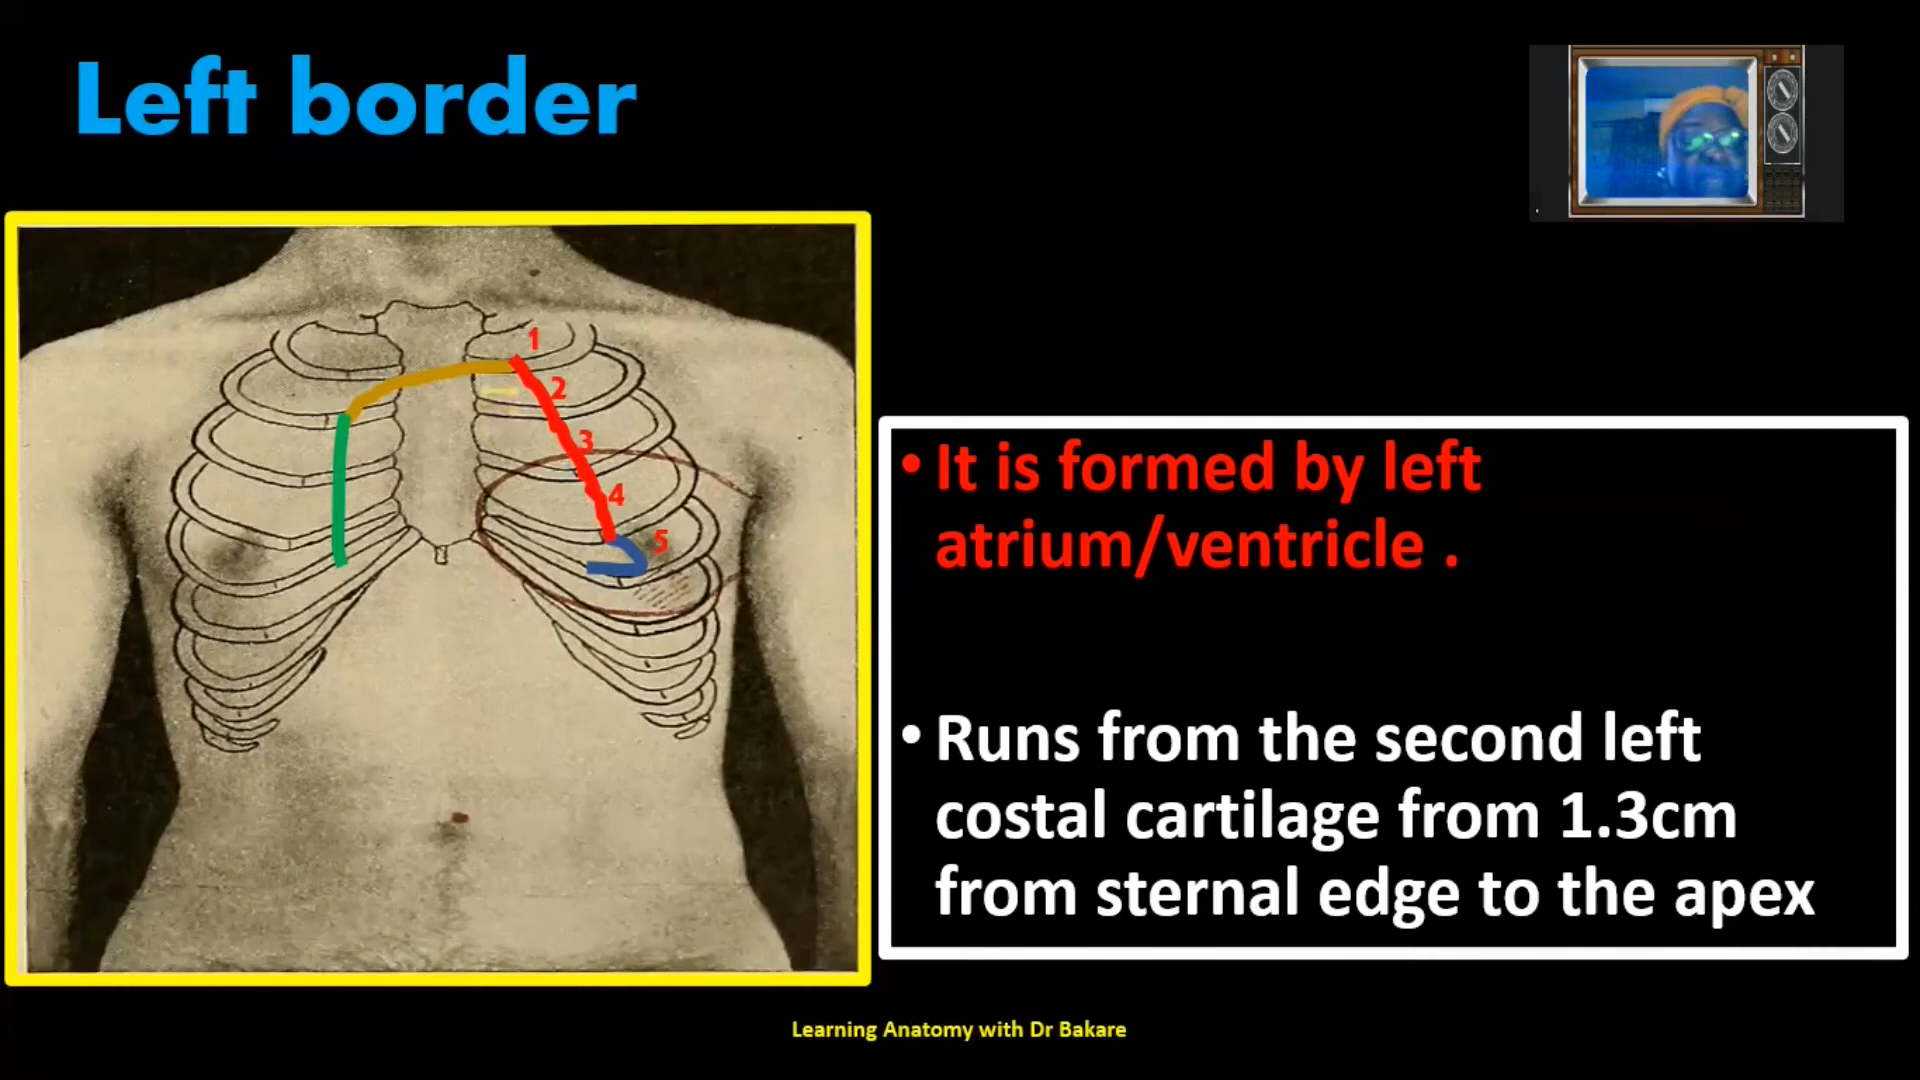 Left border
1
2
3
4
5
• It is formed by left
atrium/ventricle .
• Runs from the second left
costal cartilage from 1.3cm
from sternal edge to the apex
Learning Anatomy with Dr Bakare